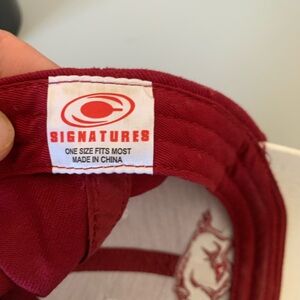 SIGNATURES
ONE SIZE FITS MOST
MADE IN CHINA